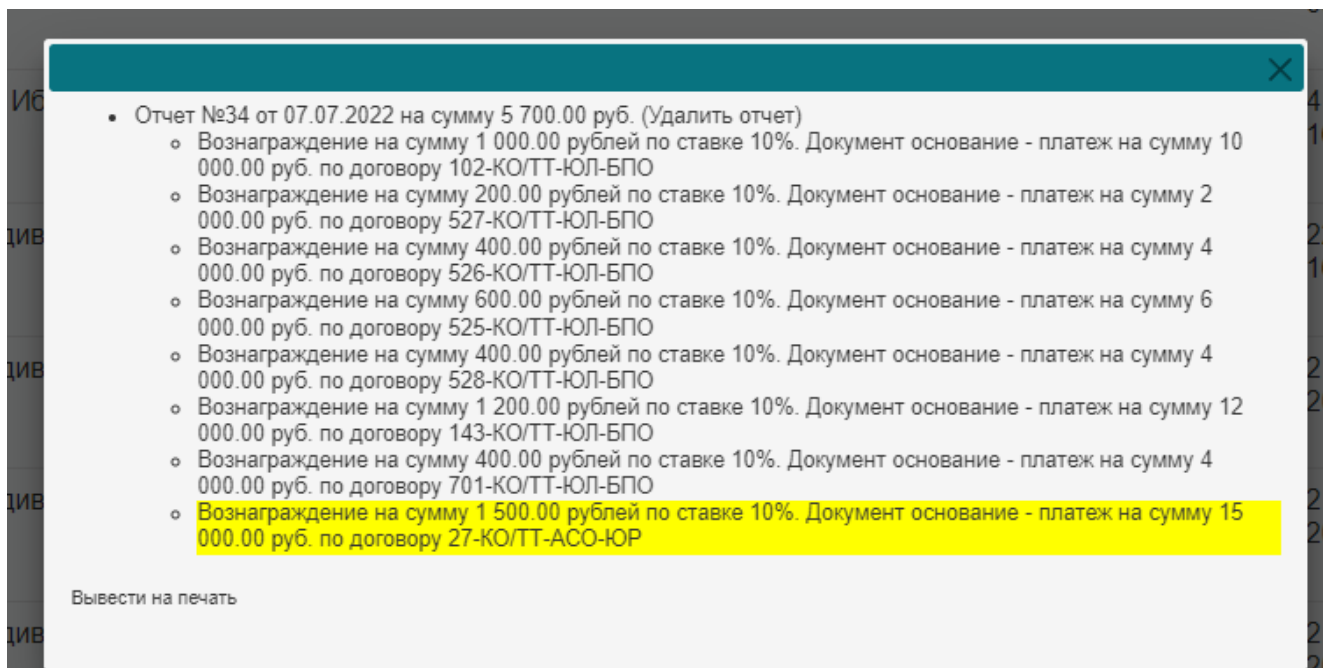 Отчет №34 от 07.07.2022 на сумму 5 700.00 руб. (Удалить отчет)
Вознаграждение на сумму 1 000.00 рублей по ставке 10%. Документ основание - платеж на сумму 10
000.00 руб. по договору 102-КО/ТТ-ЮЛ-БПО
Вознаграждение на сумму 200.00 рублей по ставке 10%. Документ основание - платеж на сумму 2
000.00 руб. по договору 527-КО/ТТ-ЮЛ-БПО
Вознаграждение на сумму 400.00 рублей по ставке 10%. Документ основание - платеж на сумму 4
000.00 руб. по договору 526-КО/ТТ-ЮЛ-БПО
Вознаграждение на сумму 600.00 рублей по ставке 10%. Документ основание - платеж на сумму 6
000.00 руб. по договору 525-КО/ТТ-ЮЛ-БПО
Вознаграждение на сумму 400.00 рублей по ставке 10%. Документ основание - платеж на сумму 4
000.00 руб. по договору 528-КО/ТТ-ЮЛ-БПО
Вознаграждение на сумму 1 200.00 рублей по ставке 10%. Документ основание - платеж на сумму 12
000.00 руб. по договору 143-КО/ТТ-ЮЛ-БПО
Вознаграждение на сумму 400.00 рублей по ставке 10%. Документ основание - платеж на сумму 4
000.00 руб. по договору 701-КО/ТТ-ЮЛ-БПО
Вознаграждение на сумму 1 500.00 рублей по ставке 10%. Документ основание - платеж на сумму 15
000.00 руб. по договору 27-КО/ТТ-АСО-ЮР
Вывести на печать